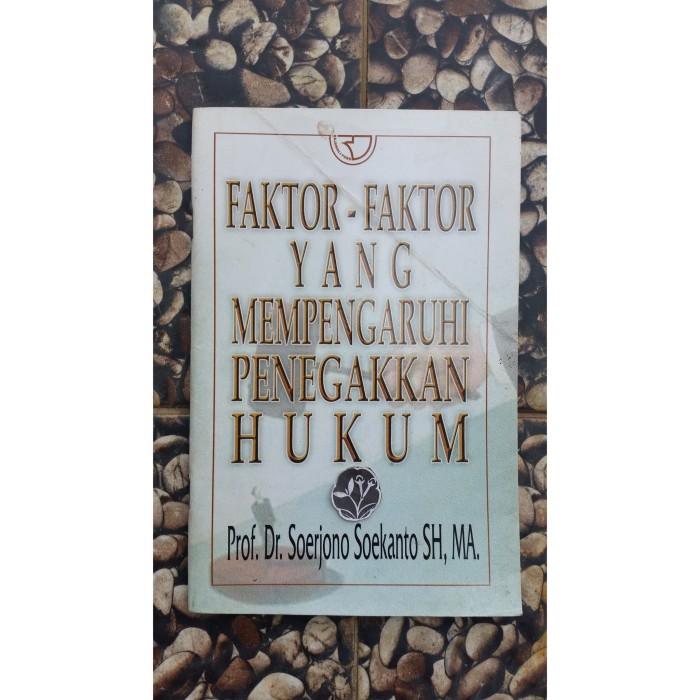 FAKTOR - FAKTOR
YANG
MEMPENGARUHI
PENEGAKKAN
HUKUM
Prof. Dr. Soerjono Soekanto SH, MA.